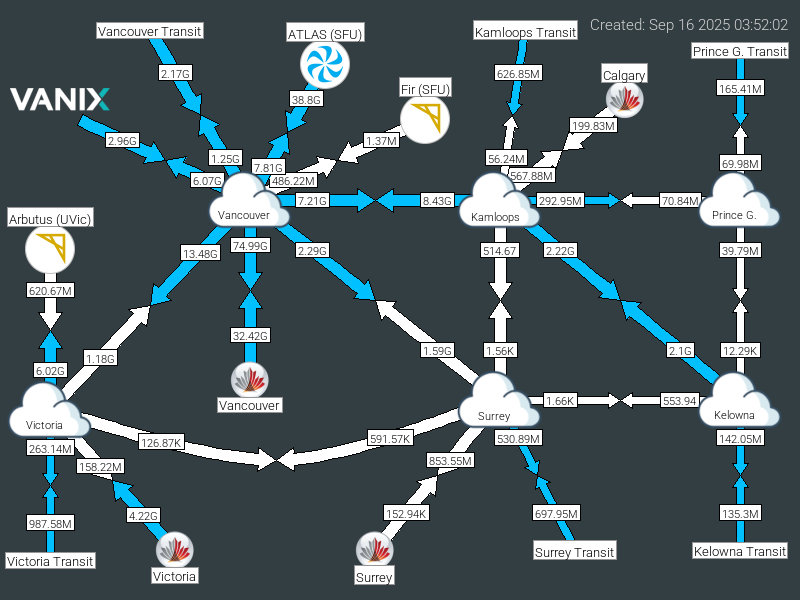 Created: Sep 16 2025 03:52:02
Vancouver Transit
ATLAS (SFU)
Kamloops Transit
Prince G. Transit
2.17G
626.85M
Calgary
165.41M
VANIX
38.8G
Fir (SFU)
199.83M
2.96G
1.37M
1.25G
7.81G
56.24M
69.98M
6.07G
486.22M
567.88M
7.21G
8.43G
292.95M
70.84M
Vancouver
Kamloops
Prince G.
Arbutus (UVic)
13.48G
74.99G
2.29G
514.67
2.22G
39.79M
620.67M
32.42G
6.02G
1.18G
1.59G
1.56K
2.1G
12.29K
Vancouver
1.66K
553.94
Victoria
Surrey
Kelowna
263.14M
126.87K
591.57K
530.89M
142.05M
158.22M
853.55M
987.58M
4.22G
152.94K
697.95M
135.3M
Victoria Transit
Victoria
Surrey
Surrey Transit
Kelowna Transit